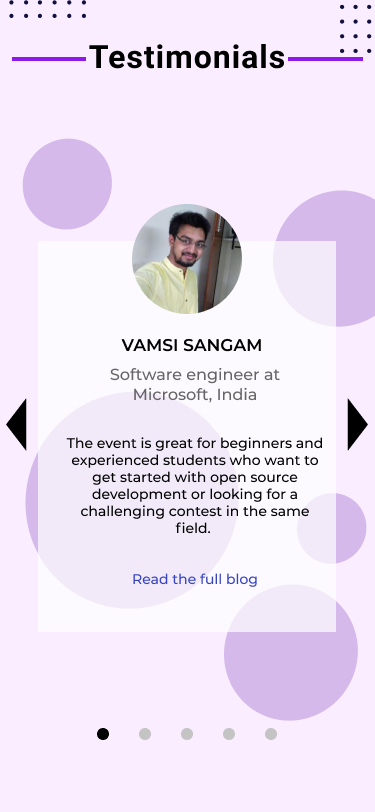 Testimonials
VAMSI SANGAM
Software engineer at
Microsoft, India
The event is great for beginners and
experienced students who want to
get started with open source
development or looking for a
challenging contest in the same
field.
Read the full blog